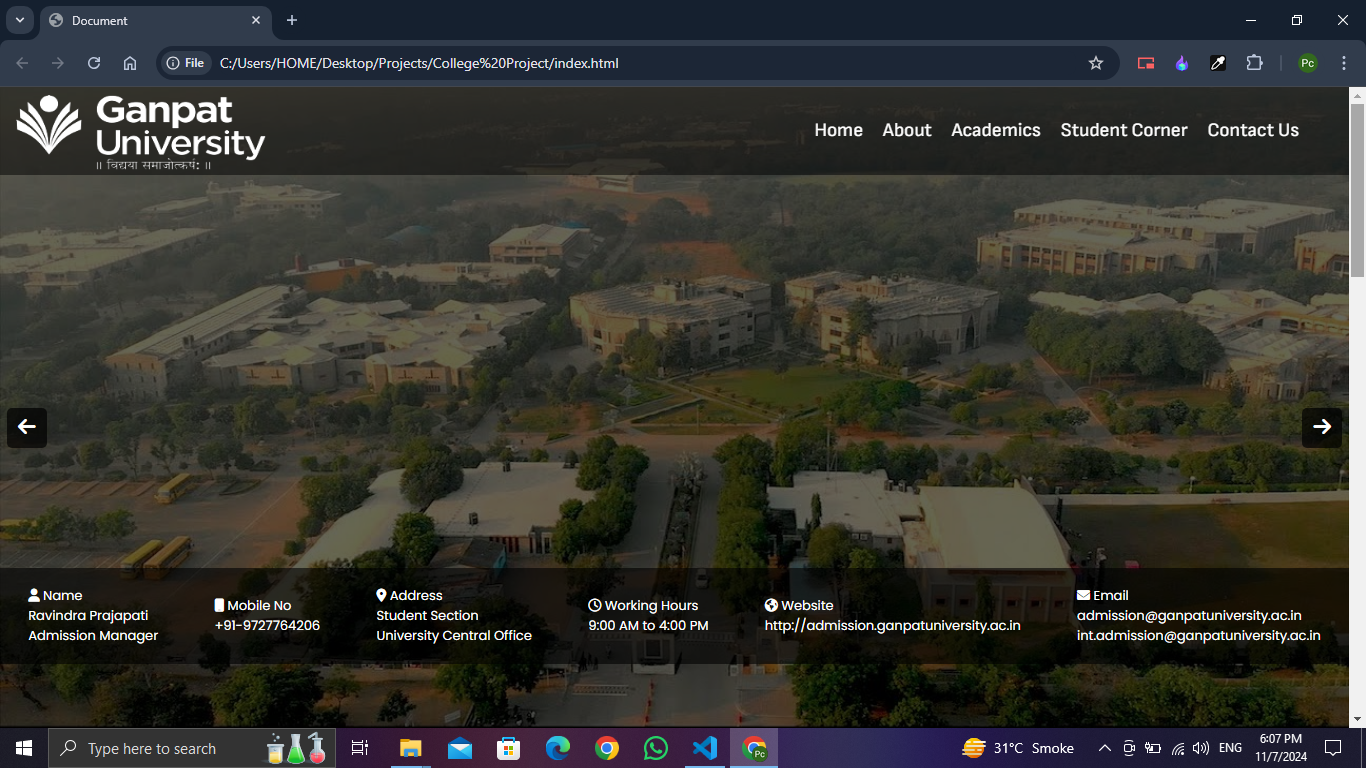 Document
File
C:/Users/HOME/Desktop/Projects/College%20Project/index.html
Pc
Ganpat
University
॥ विद्यया समाजोत्कर्षः ॥
Home About Academics Student Corner Contact Us
Name
Ravindra Prajapati
Admission Manager
Mobile No
+91-9727764206
Address
Student Section
University Central Office
Working Hours
9:00 AM to 4:00 PM
Website
http://admission.ganpatuniversity.ac.in
Email
admission@ganpatuniversity.ac.in
int.admission@ganpatuniversity.ac.in
Type here to search
Pc
31°C Smoke
ENG
6:07 PM
11/7/2024